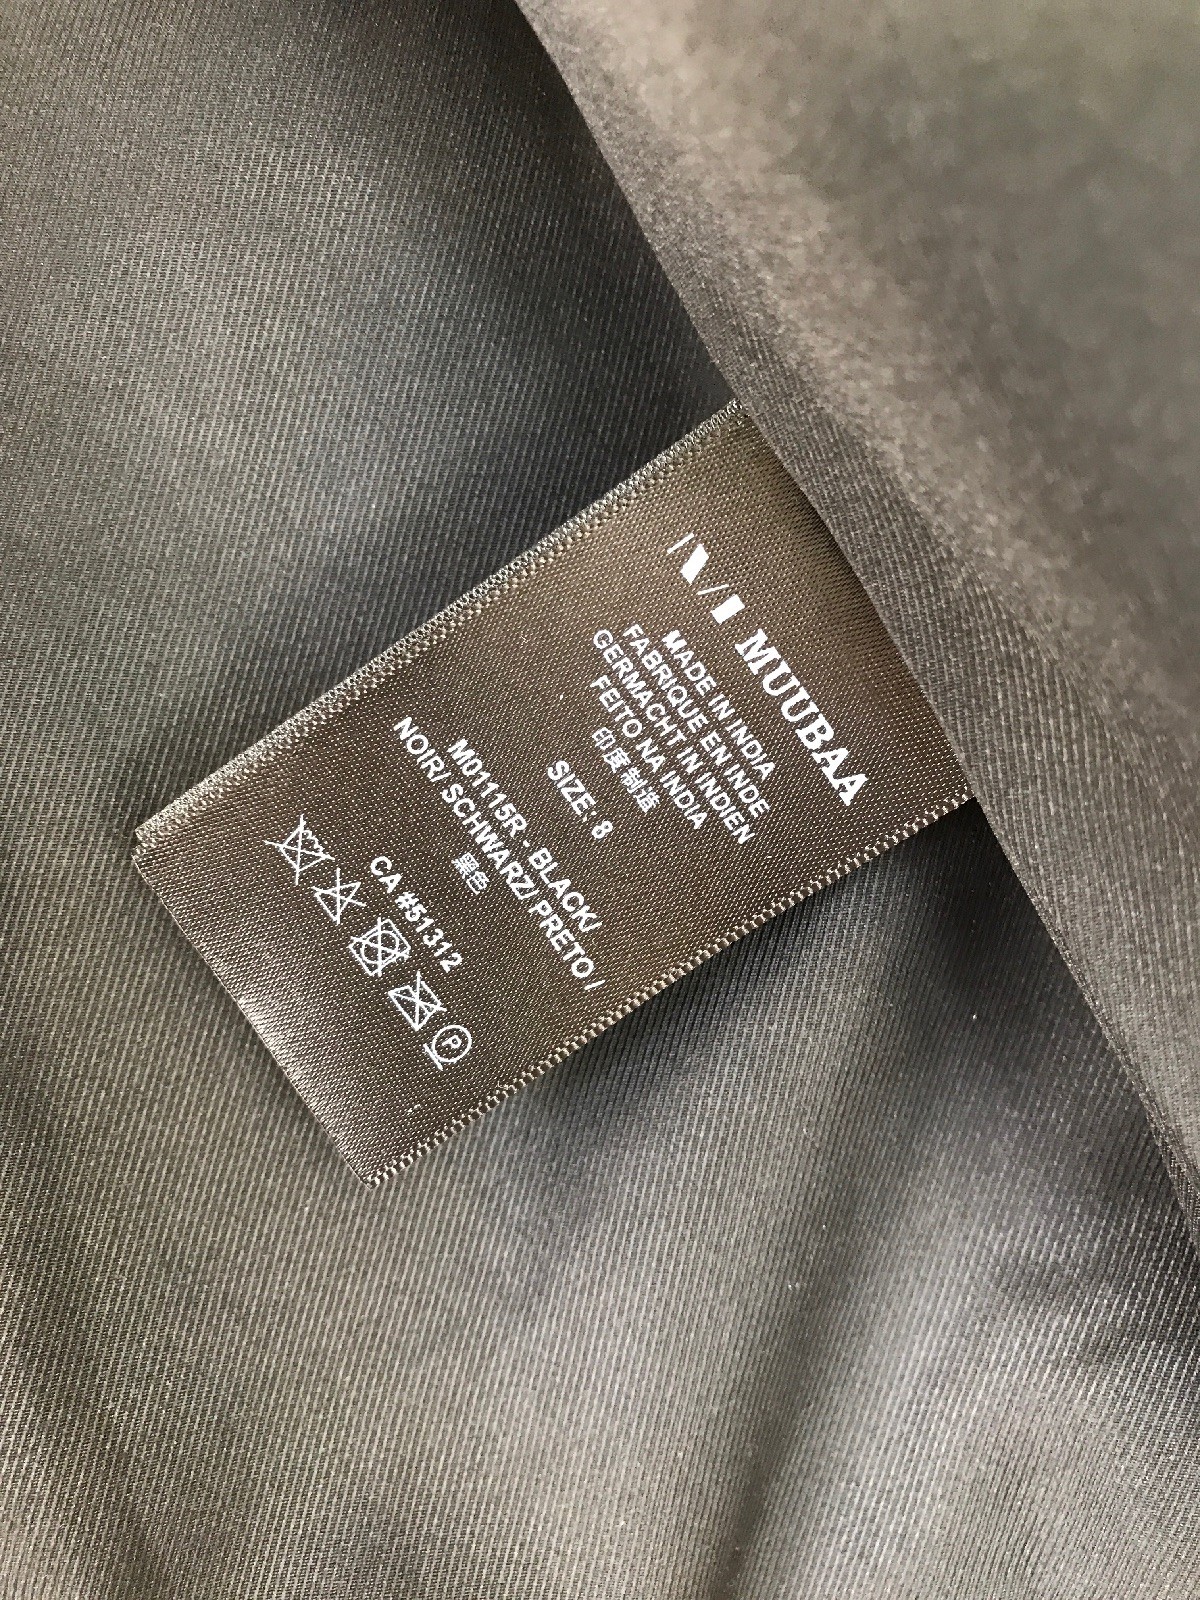 MUUBAA
MADE IN INDIA
FABRIQUE EN INDE
GERMACHT IN INDIEN
FEITO NA INDIA
印度制造
SIZE: 8
M01115R - BLACK/
NOIR/ SCHWARZ/ PRETO /
黑色
CA #51312
P